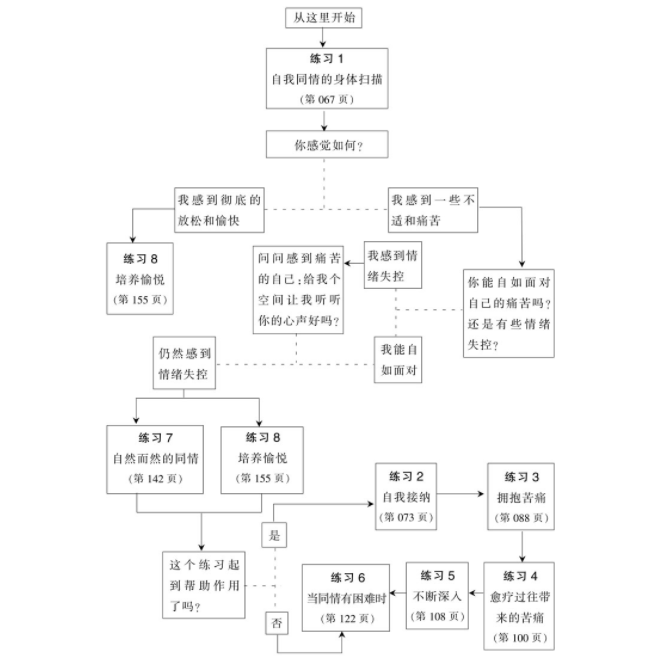 从这里开始
练习 1
自我同情的身体扫描
(第 067 页)
你感觉如何?
我感到彻底的
放松和愉快
我感到一些不
适和痛苦
练习 8
培养愉悦
(第 155 页)
问问感到痛苦
的自己:给我个
空间让我听听
你的心声好吗?
我感到情
绪失控
你能自如面对
自己的痛苦吗?
还是有些情绪
失控?
仍然感到
情绪失控
我能自
如面对
练习 7
自然而然的同情
(第 142 页)
练习 8
培养愉悦
(第 155 页)
练习 2
自我接纳
(第 073 页)
练习 3
拥抱苦痛
(第 088 页)
是
这个练习起
到帮助作用
了吗?
否
练习 6
当同情有困难时
(第 122 页)
练习 5
不断深入
(第 108 页)
练习 4
愈疗过往带
来的苦痛
(第 100 页)